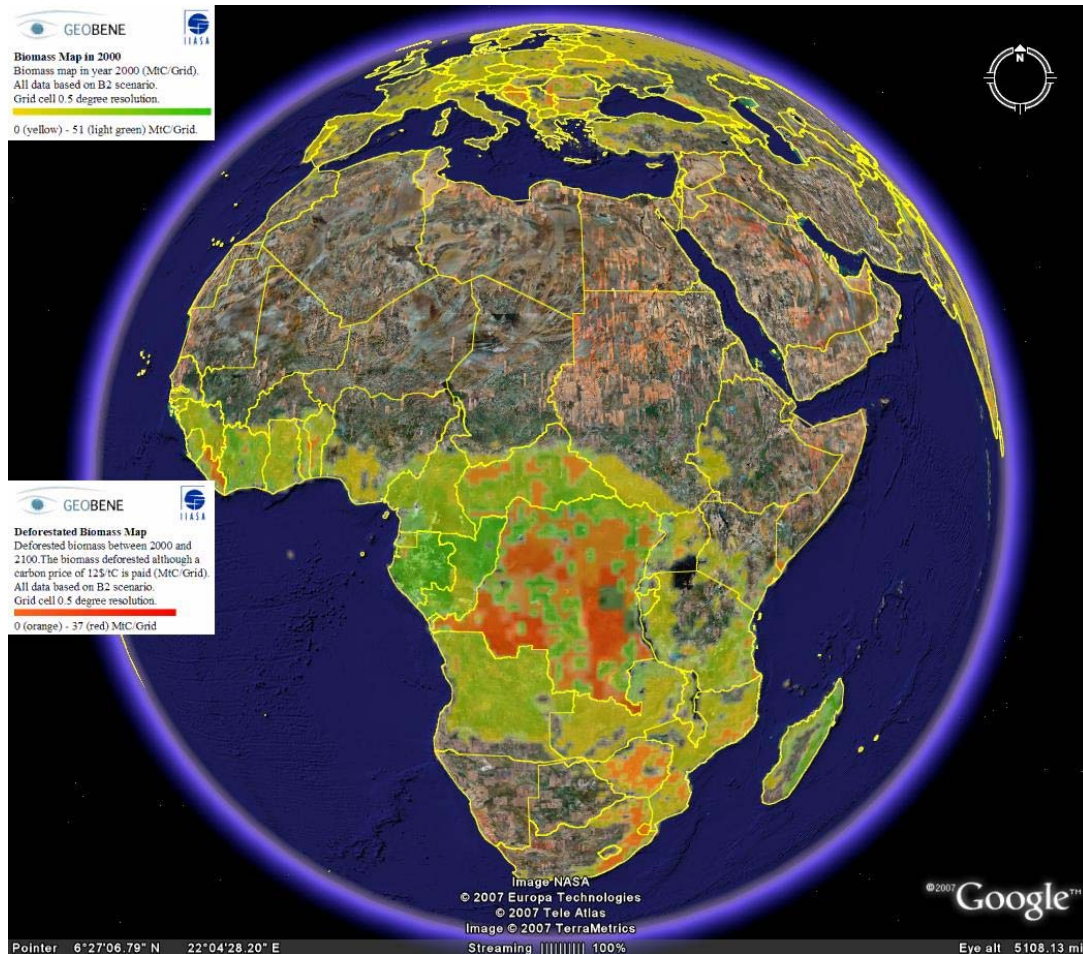 GEOBENE
IIASA
Biomass Map in 2000
Biomass map in year 2000 (MtC/Grid).
All data based on B2 scenario.
Grid cell 0.5 degree resolution.
0 (yellow) - 51 (light green) MtC/Grid.
N
GEOBENE
IIASA
Deforestated Biomass Map
Deforested biomass between 2000 and
2100.The biomass deforested although a
carbon price of 12$/tC is paid (MtC/Grid).
All data based on B2 scenario.
Grid cell 0.5 degree resolution.
0 (orange) - 37 (red) MtC/Grid
Image NASA
© 2007 Europa Technologies
© 2007 Tele Atlas
Image © 2007 TerraMetrics
©2007 Google™
Pointer 6°27'06.79" N 22°04'28.20" E Streaming ||||||||| 100% Eye alt 5108.13 mi